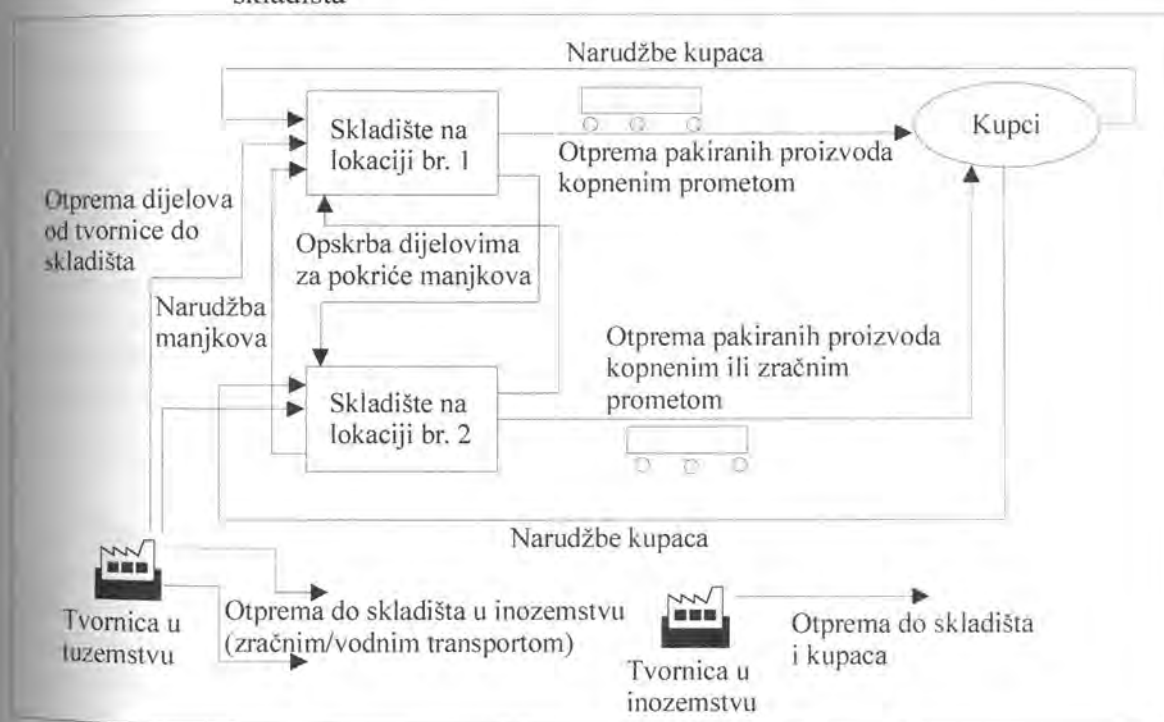 skladišta
Narudžbe kupaca
Skladište na
lokaciji br. 1
Kupci
Otprema pakiranih proizvoda
kopnenim prometom
Otprema dijelova
od tvornice do
skladišta
Opskrba dijelovima
za pokriće manjkova
Narudžba
manjkova
Otprema pakiranih proizvoda
kopnenim ili zračnim
prometom
Skladište na
lokaciji br. 2
Narudžbe kupaca
Tvornica u
tuzemstvu
Otprema do skladišta u inozemstvu
(zračnim/vodnim transportom)
Tvornica u
inozemstvu
Otprema do skladišta
i kupaca